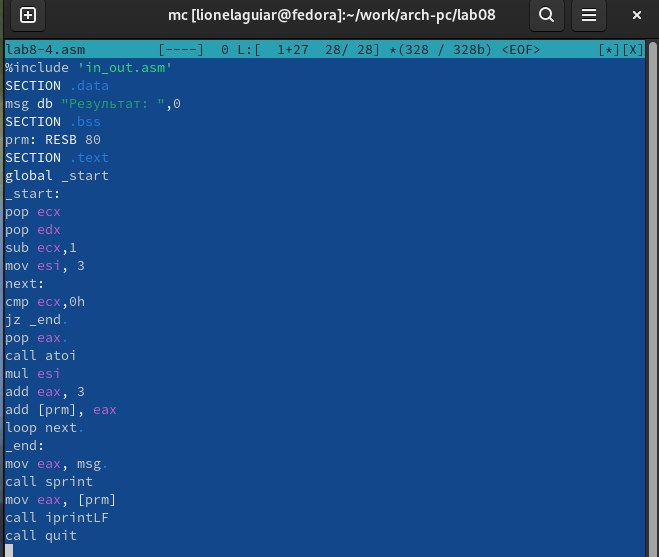 mc [lionelaguiar@fedora]:~/work/arch-pc/lab08
lab8-4.asm [----] 0 L:[ 1+27 28/ 28] *(328 / 328b) <EOF> [*][X]
%include 'in_out.asm'
SECTION .data
msg db "Результат: ",0
SECTION .bss
prm: RESB 80
SECTION .text
global _start
_start:
pop ecx
pop edx
sub ecx,1
mov esi, 3
next:
cmp ecx,0h
jz _end.
pop eax.
call atoi
mul esi
add eax, 3
add [prm], eax
loop next.
_end:
mov eax, msg.
call sprint
mov eax, [prm]
call iprintLF
call quit